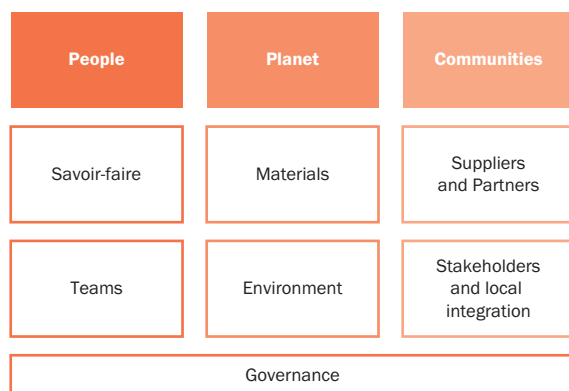 People
Planet
Communities
Savoir-faire
Materials
Suppliers
and Partners
Teams
Environment
Stakeholders
and local
integration
Governance